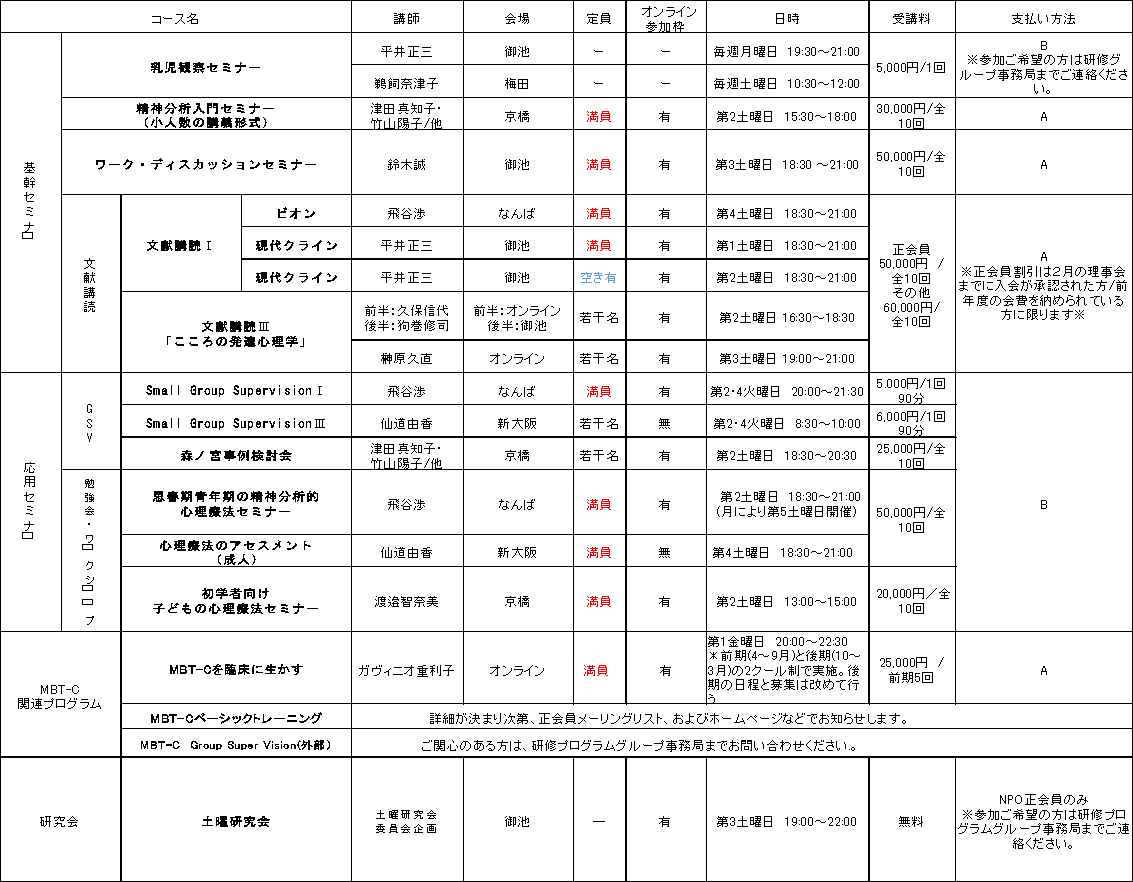 コース名 講師 会場 定員 オンライン 日時 受講料 支払い方法
参加枠
基幹セミナー
乳児観察セミナー
平井正三 御池 ー ー 毎週月曜日 19:30～21:00
鵜飼奈津子 梅田 ー ー 毎週土曜日 10:30～12:00
5,000円/1回
B
※参加ご希望の方は研修グ
ループ事務局までご連絡くださ
い。
精神分析入門セミナー
（小人数の講義形式）
津田真知子・
竹山陽子/他
京橋 満員 有 第2土曜日 15:30～18:00
30,000円/全
10回
A
ワーク・ディスカッションセミナー 鈴木誠 御池 満員 有 第3土曜日 18:30 ～21:00
50,000円/全
10回
A
文献講読
文献講読Ⅰ
ビオン 飛谷渉 なんば 満員 有 第4土曜日 18:30～21:00
現代クライン 平井正三 御池 満員 有 第1土曜日 18:30～21:00
現代クライン 平井正三 御池 空き有 有 第2土曜日 18:30～21:00
文献講読Ⅲ
「こころの発達心理学」
前半：久保信代
後半：狗巻修司
前半：オンライン
後半：御池
若干名 有 第2土曜日 16:30～18:30
榊原久直 オンライン 若干名 有 第3土曜日 19:00～21:00
正会員
50,000円 /
全10回
その他
60,000円/
全10回
A
※正会員割引は２月の理事会
までに入会が承認された方/前
年度の会費を納められている
方に限ります※
応用セミナー
GSV
Small Group Supervision Ⅰ 飛谷渉 なんば 満員 有 第2・4火曜日 20:00～21:30
5.000円/1回
90分
Small Group Supervision Ⅲ 仙道由香 新大阪 若干名 無 第2・4火曜日 8:30～10:00
6,000円/1回
90分
森ノ宮事例検討会
津田真知子・
竹山陽子/他
京橋 若干名 有 第2土曜日 18:30～20:30
25,000円/全
10回
勉強会・ワークショップ
思春期青年期の精神分析的
心理療法セミナー
飛谷渉 なんば 満員 有
第2土曜日 18:30～21:00
（月により第5土曜日開催）
心理療法のアセスメント
（成人）
仙道由香 新大阪 満員 無 第4土曜日 18:30～21:00
50,000円/全
10回
初学者向け
子どもの心理療法セミナー
渡邉智奈美 京橋 満員 有 第2土曜日 13:00～15:00
20,000円／全
10回
B
MBT-C
関連プログラム
MBT-Cを臨床に生かす ガヴィニオ重利子 オンライン 満員 有
第1金曜日 20:00～22:30
＊前期(4～9月)と後期(10～
3月)の2クール制で実施。後
期の日程と募集は改めて行
う
25,000円 /
前期5回
A
MBT-Cベーシックトレーニング 詳細が決まり次第、正会員メーリングリスト、およびホームページなどでお知らせします。
MBT-C Group Super Vision(外部） ご関心のある方は、研修プログラムグループ事務局までお問い合わせください。
研究会 土曜研究会
土曜研究会
委員会企画
御池 ― 有 第3土曜日 19:00～22:00 無料
NPO正会員のみ
※参加ご希望の方は研修プロ
グラムグループ事務局までご連
絡ください。